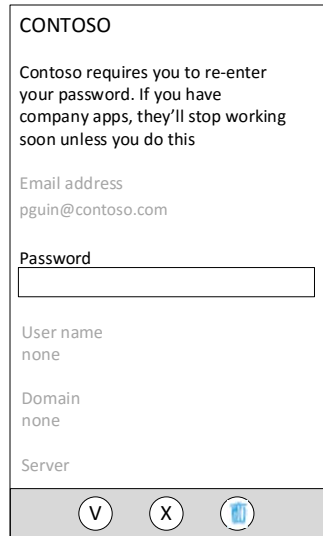 CONTOSO
Contoso requires you to re-enter
your password. If you have
company apps, they’ll stop working
soon unless you do this
Email address
pguin@contoso.com
Password
User name
none
Domain
none
Server
V X